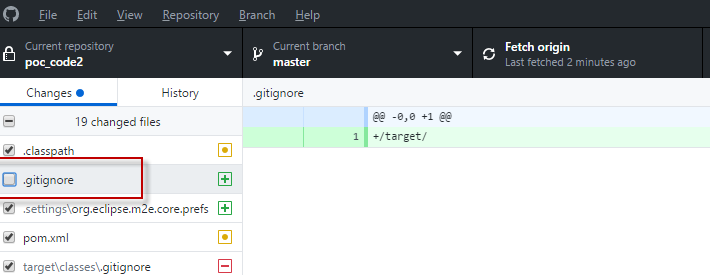 File Edit View Repository Branch Help
Current repository
poc_code2
Current branch
master
Fetch origin
Last fetched 2 minutes ago
Changes History
19 changed files
.classpath
.gitignore
.settings\org.eclipse.m2e.core.prefs
pom.xml
target\classes\.gitignore
.gitignore
@@ -0,0 +1 @@
1 +/target/